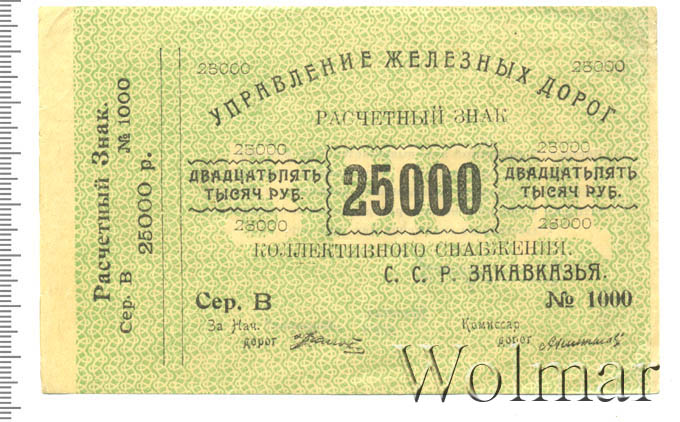 Расчетный Знак.
Сер. В № 1000
25000 р.
УПРАВЛЕНИЕ ЖЕЛЕЗНЫХ ДОРОГ
25000 25000
РАСЧЕТНЫЙ ЗНАК
25000 25000
ДВАДЦАТЬПЯТЬ ТЫСЯЧ РУБ.
25000
ДВАДЦАТЬПЯТЬ ТЫСЯЧ РУБ.
25000 25000
КОЛЛЕКТИВНОГО СНАБЖЕНИЯ.
С. С. Р. ЗАКАВКАЗЬЯ.
Сер. В № 1000
За Нач. дорог
Комиссар дорог
Wolmar